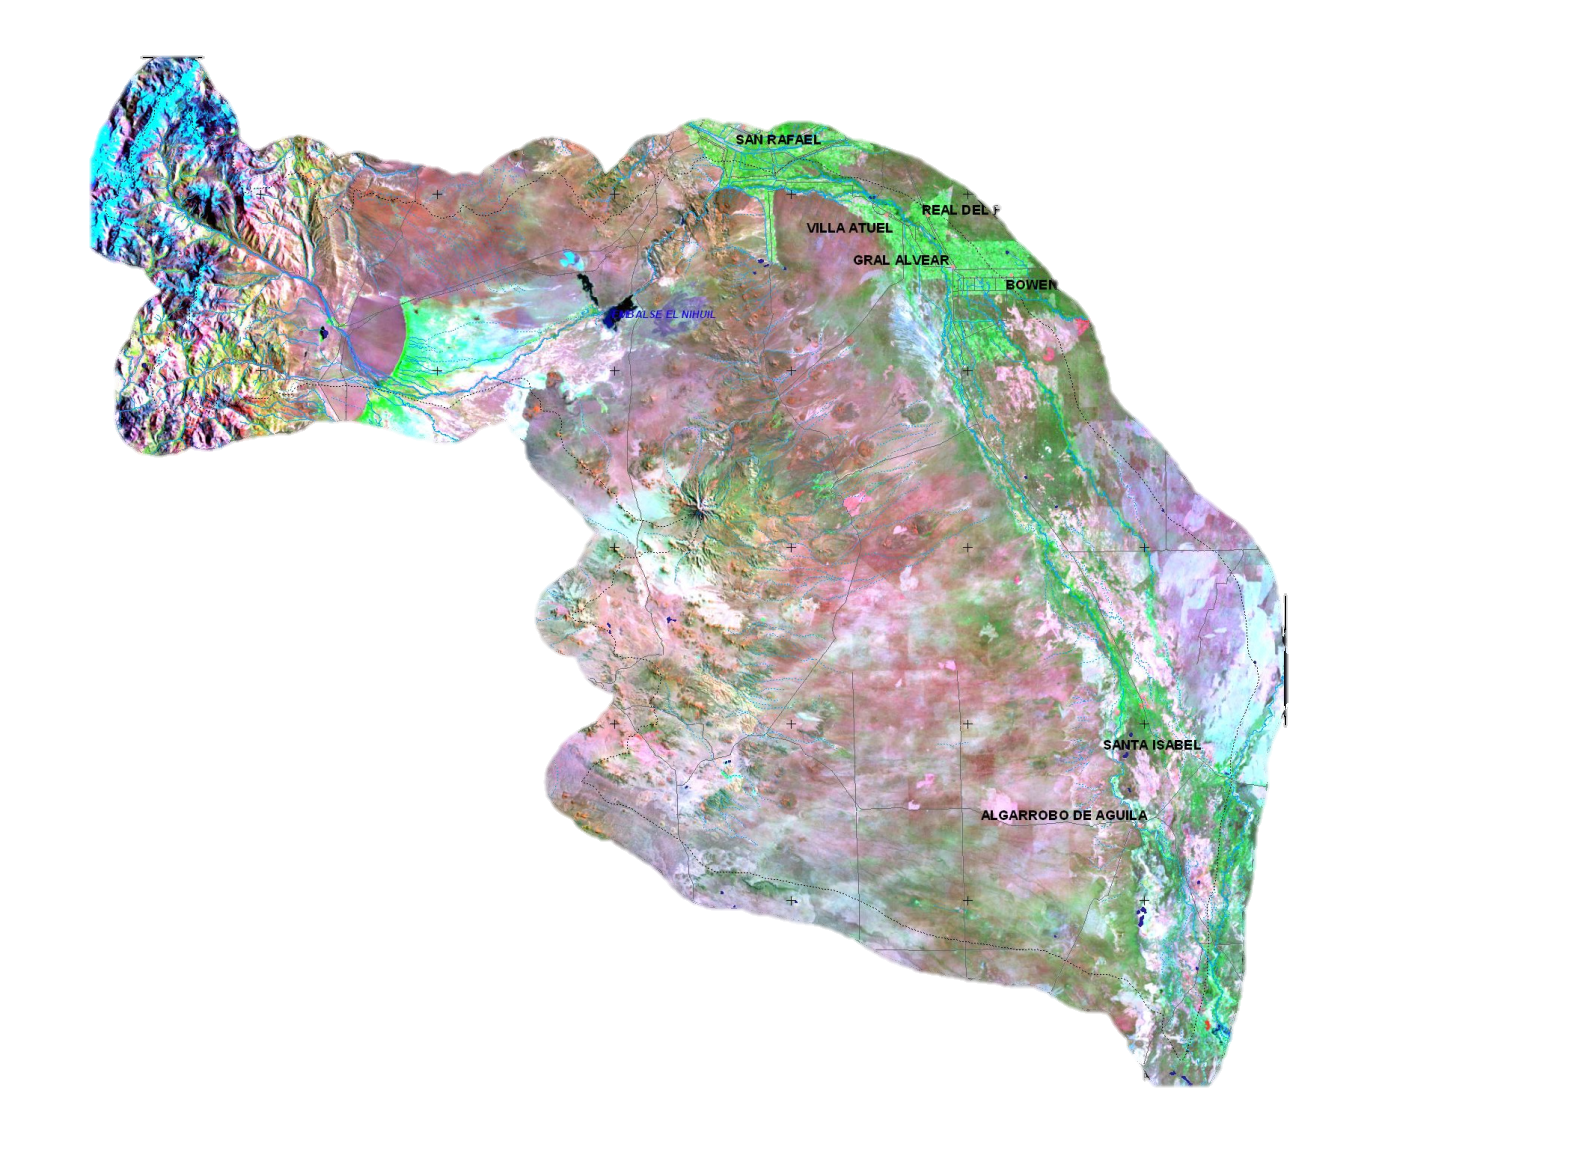 SAN RAFAEL
REAL DEL
VILLA ATUEL
GRAL ALVEAR
BOWEN
EMBALSE EL NIHUIL
SANTA ISABEL
ALGARROBO DE AGUILA